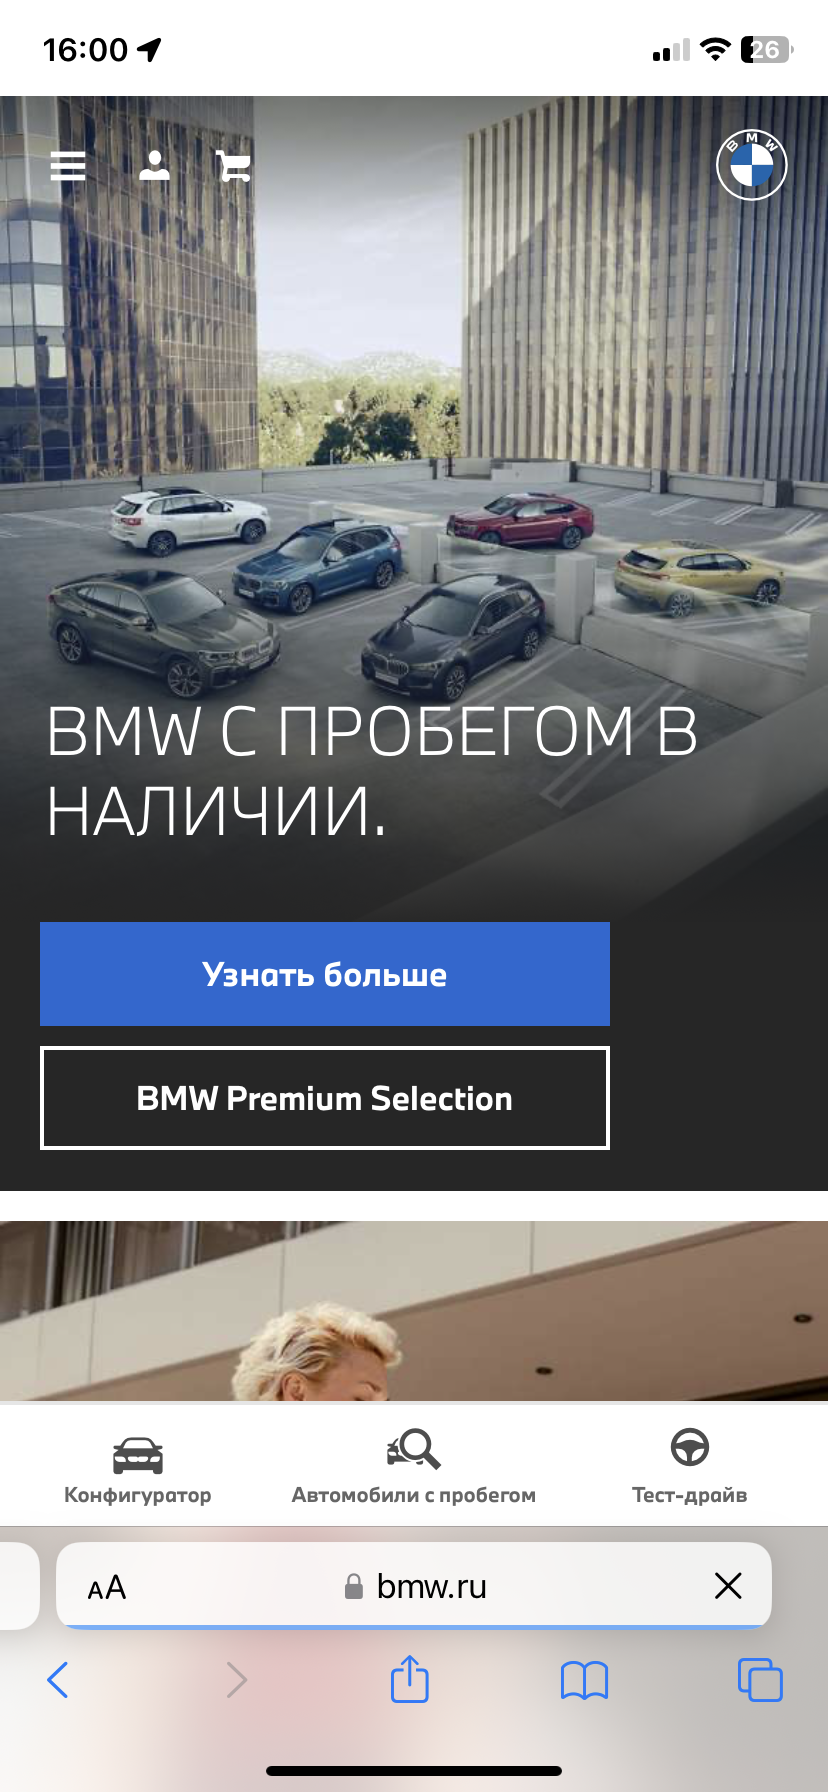 16:00
26
BMW
BMW С ПРОБЕГОМ В
НАЛИЧИИ.
Узнать больше
BMW Premium Selection
Конфигуратор
Автомобили с пробегом
Тест-драйв
AA
bmw.ru